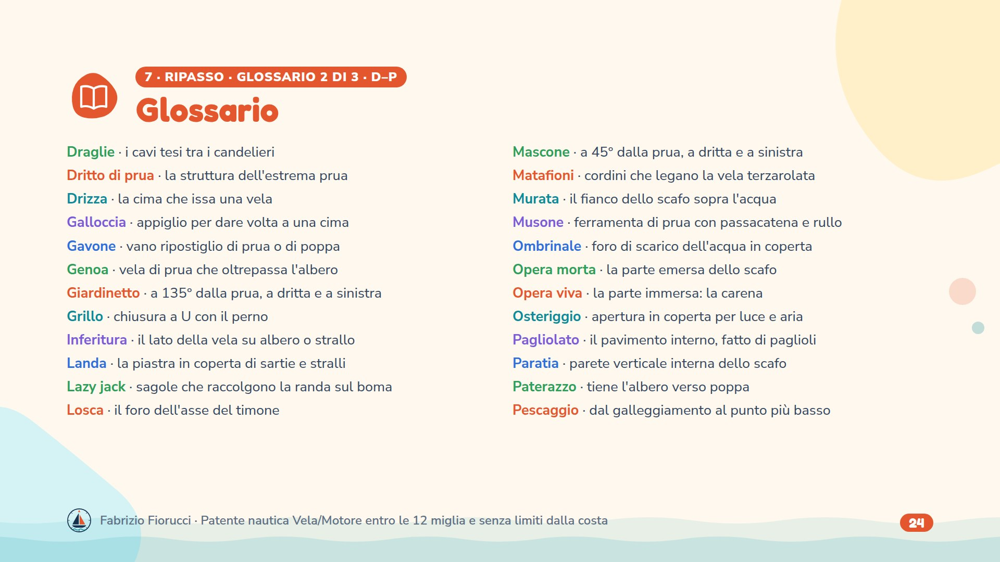 7 · RIPASSO · GLOSSARIO 2 DI 3 · D–P
Glossario
Draglie · i cavi tesi tra i candelieri
Dritto di prua · la struttura dell'estrema prua
Drizza · la cima che issa una vela
Galloccia · appiglio per dare volta a una cima
Gavone · vano ripostiglio di prua o di poppa
Genoa · vela di prua che oltrepassa l'albero
Giardinetto · a 135° dalla prua, a dritta e a sinistra
Grillo · chiusura a U con il perno
Inferitura · il lato della vela su albero o strallo
Landa · la piastra in coperta di sartie e stralli
Lazy jack · sagole che raccolgono la randa sul boma
Losca · il foro dell'asse del timone
Mascone · a 45° dalla prua, a dritta e a sinistra
Matafioni · cordini che legano la vela terzarolata
Murata · il fianco dello scafo sopra l'acqua
Musone · ferramenta di prua con passacatena e rullo
Ombrinale · foro di scarico dell'acqua in coperta
Opera morta · la parte emersa dello scafo
Opera viva · la parte immersa: la carena
Osteriggio · apertura in coperta per luce e aria
Pagliolato · il pavimento interno, fatto di paglioli
Paratia · parete verticale interna dello scafo
Paterazzo · tiene l'albero verso poppa
Pescaggio · dal galleggiamento al punto più basso
Fabrizio Fiorucci · Patente nautica Vela/Motore entro le 12 miglia e senza limiti dalla costa
24